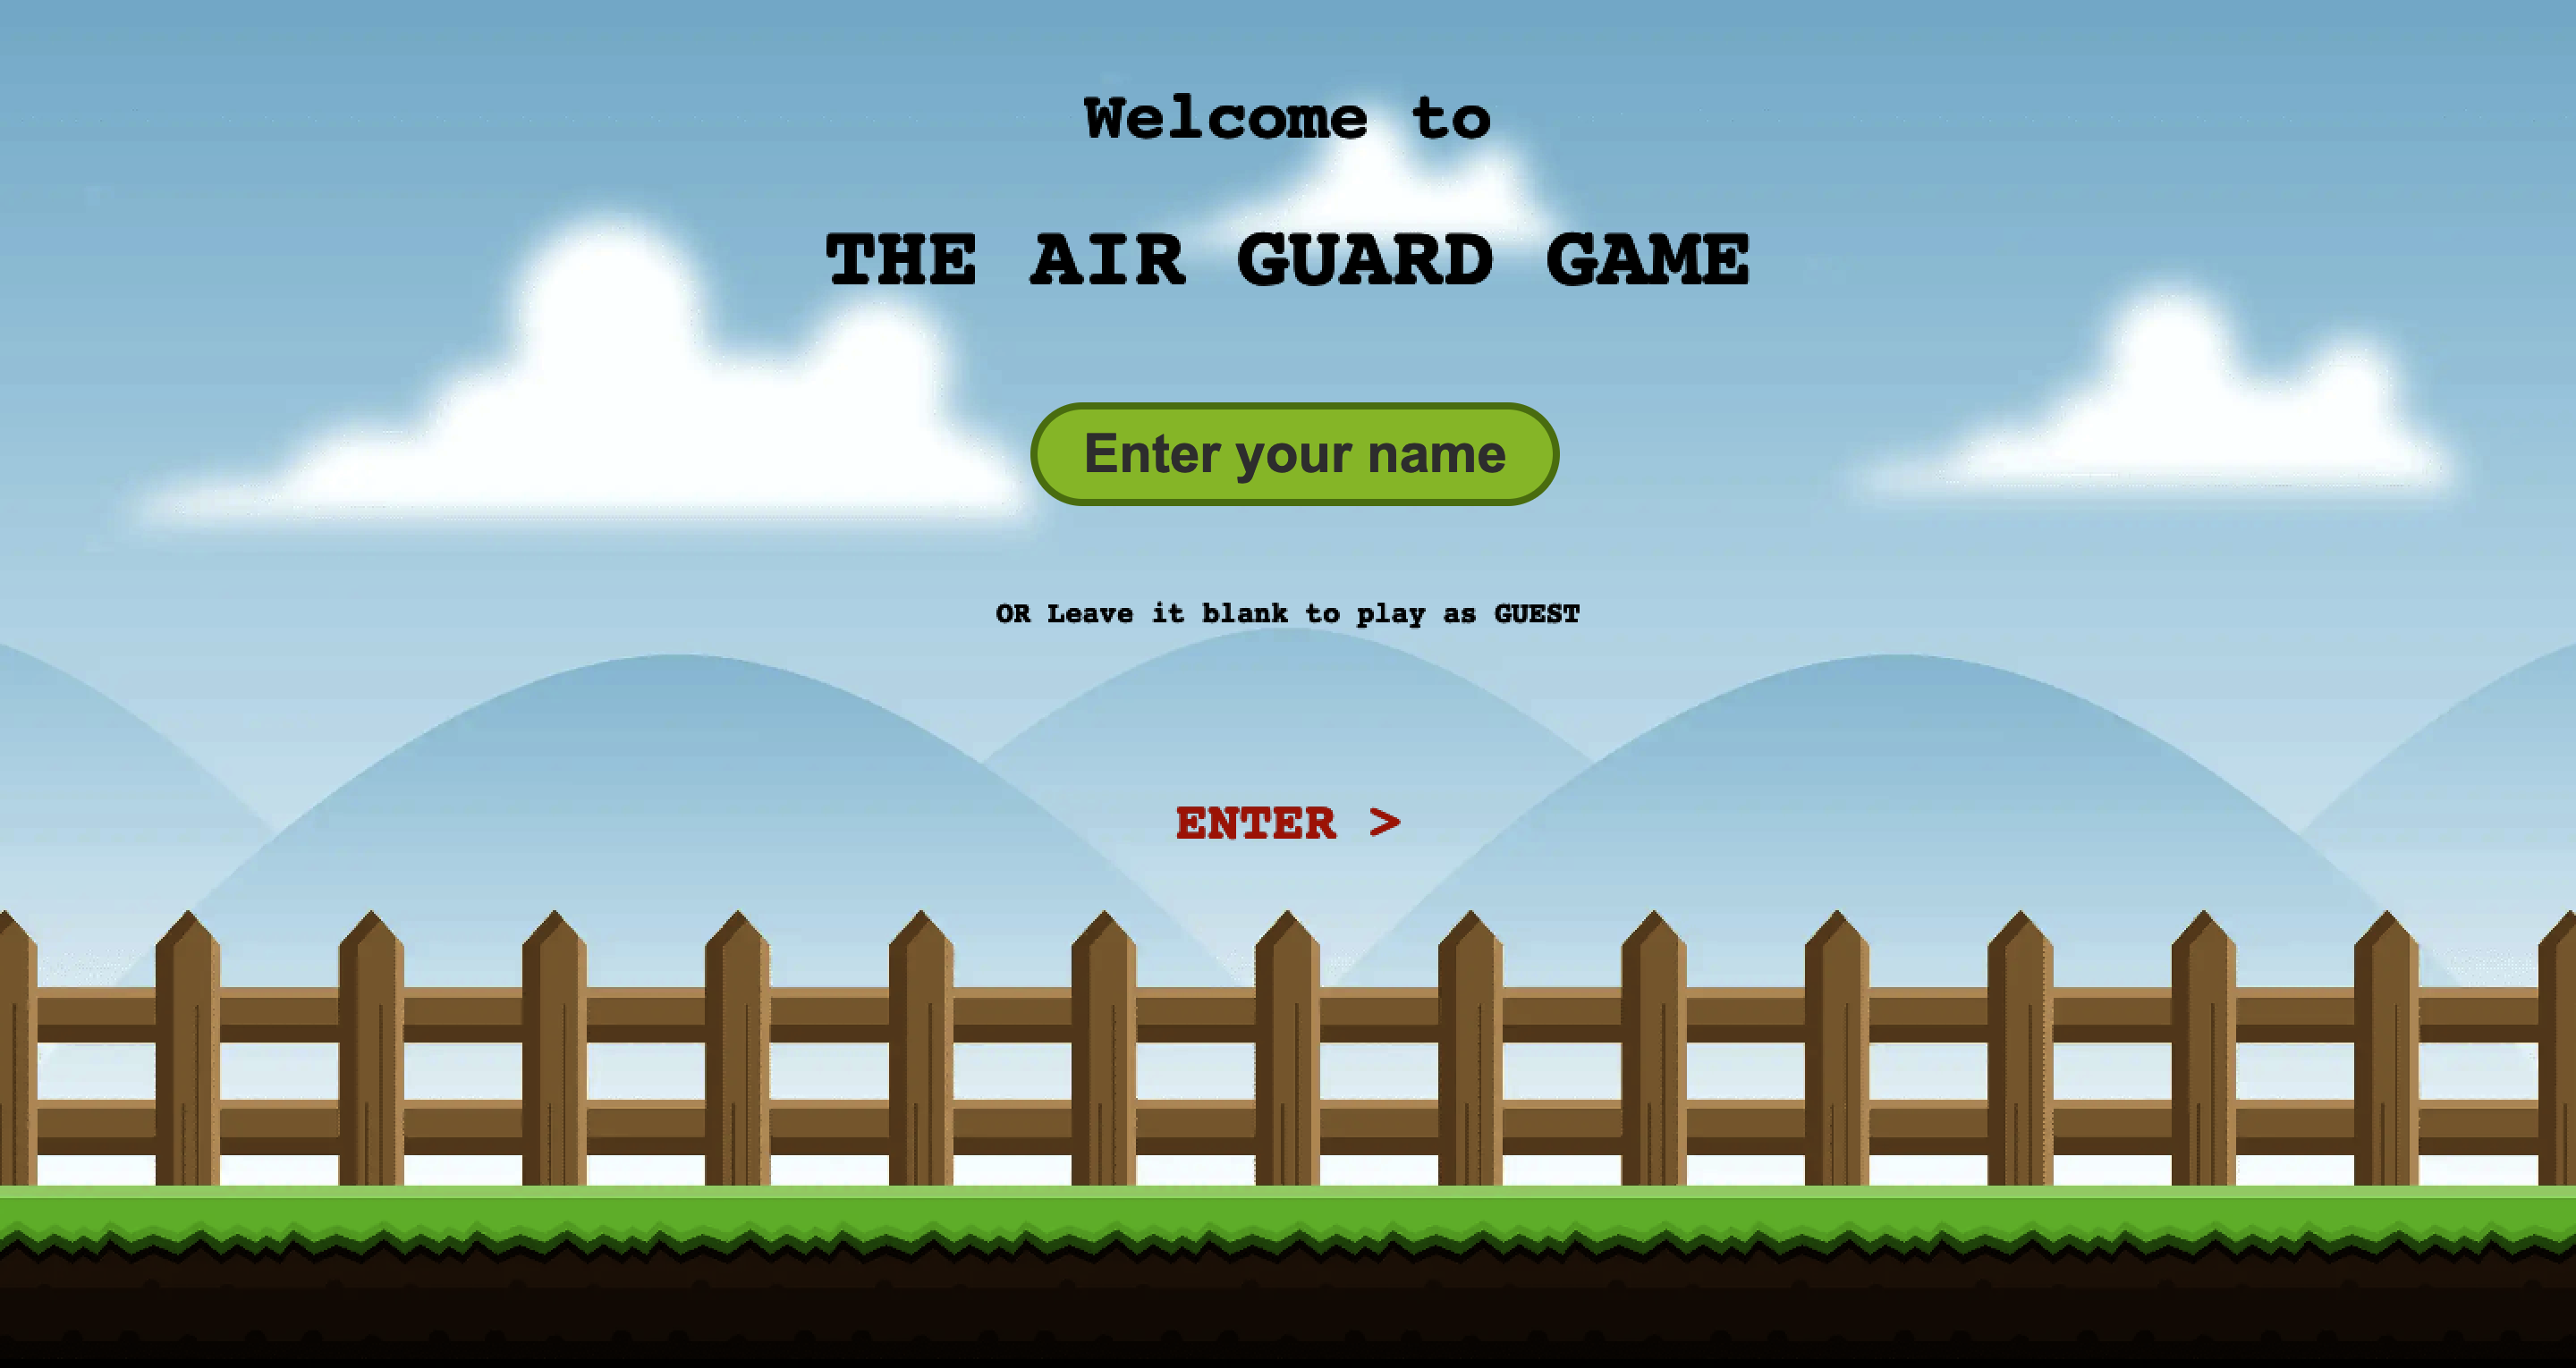 Welcome to
THE AIR GUARD GAME
Enter your name
OR Leave it blank to play as GUEST
ENTER >